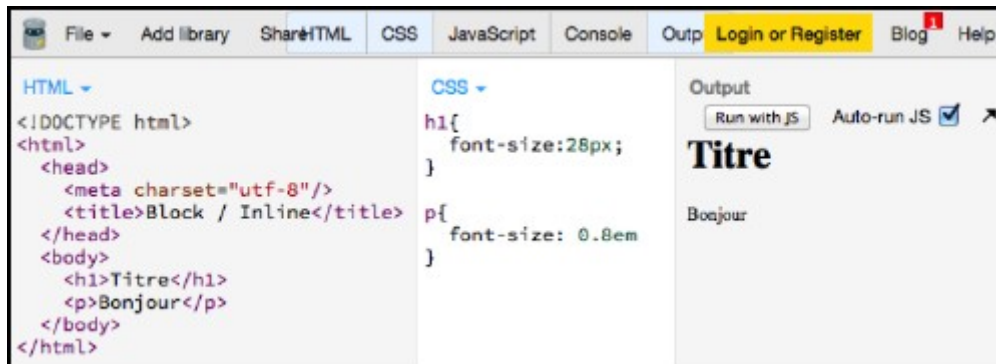 File Add library Share HTML CSS JavaScript Console Outp Login or Register Blog 1 Help
HTML
<!DOCTYPE html>
<html>
<head>
<meta charset="utf-8"/>
<title>Block / Inline</title>
</head>
<body>
<h1>Titre</h1>
<p>Bonjour</p>
</body>
</html>
CSS
h1{
font-size:28px;
}
p{
font-size: 0.8em
}
Output
Run with JS Auto-run JS
Titre
Bonjour